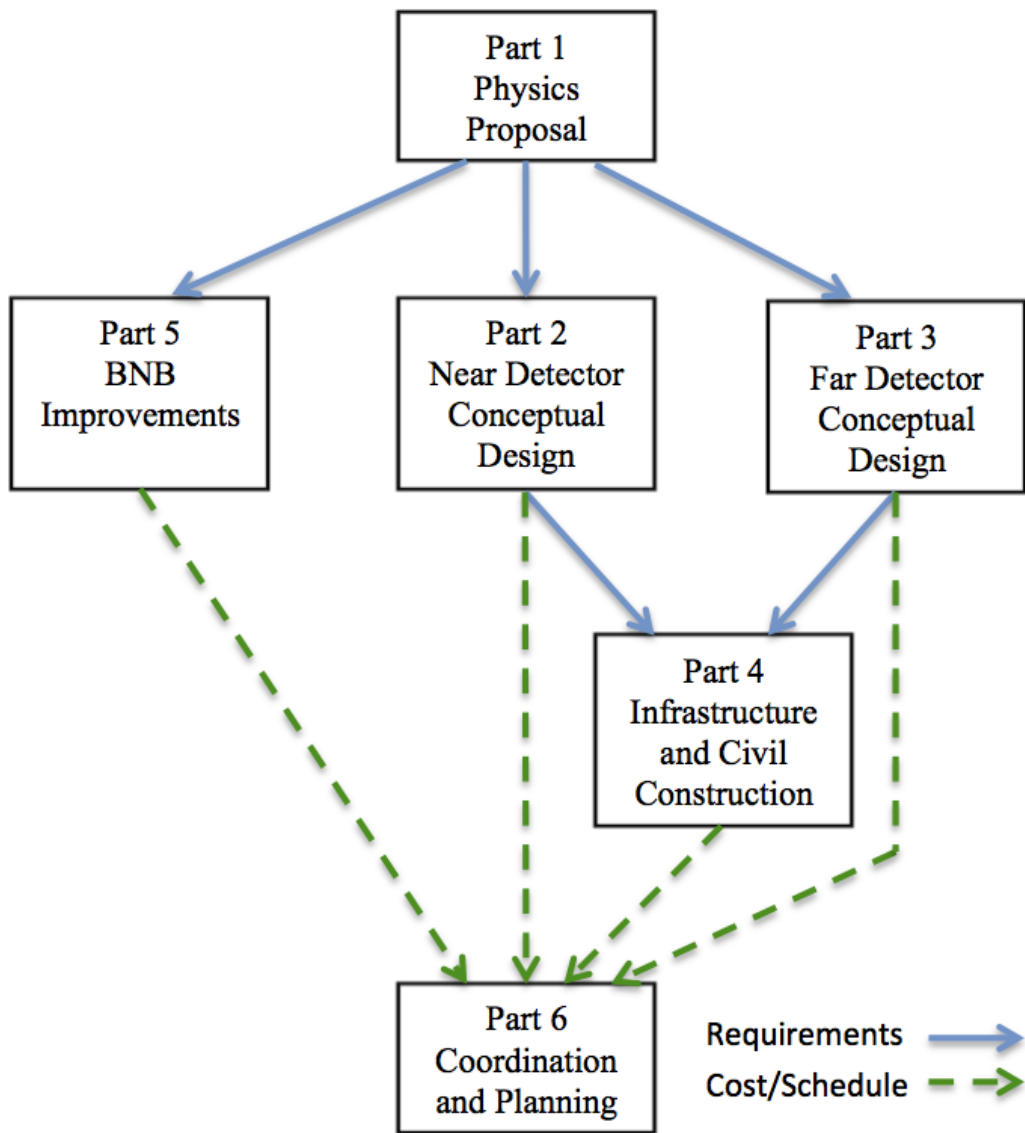 Part 1
Physics
Proposal
Part 5
BNB
Improvements
Part 2
Near Detector
Conceptual
Design
Part 3
Far Detector
Conceptual
Design
Part 4
Infrastructure
and Civil
Construction
Part 6
Coordination
and Planning
Requirements
Cost/Schedule